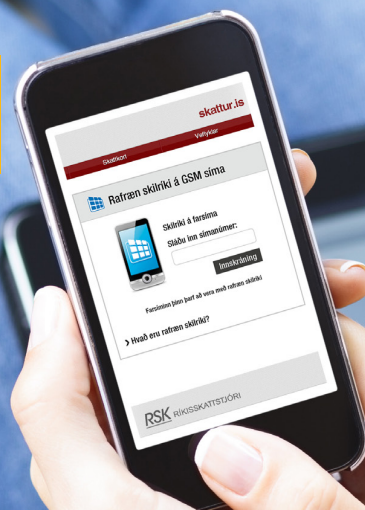 skattur.is
Skattkort Veflyklar
Rafræn skilríki á GSM síma
Skilríki á farsíma
Sláðu inn símanúmer:
Innskráning
Farsíminn þinn þarf að vera með rafræn skilríki
› Hvað eru rafræn skilríki?
RSK RÍKISSKATTSTJÓRI